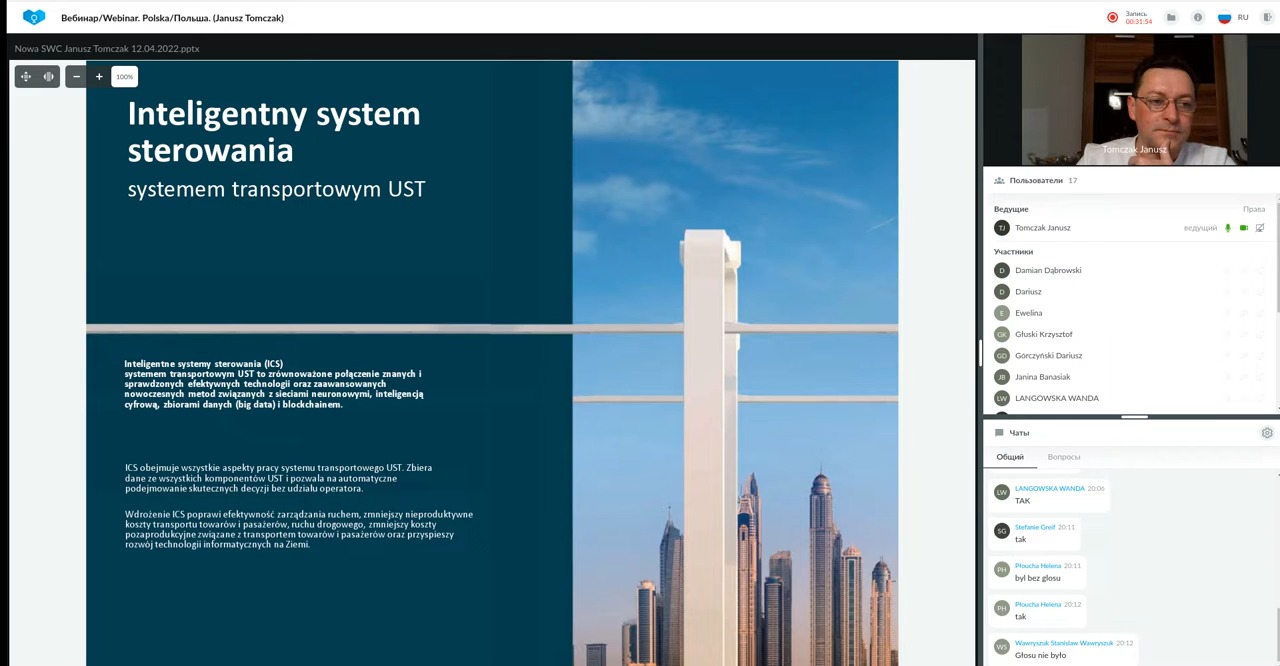 Вебинар/Webinar. Polska/Польша. (Janusz Tomczak)
Запись
00:31:54
RU
Nowa SWC Janusz Tomczak 12.04.2022.pptx
100%
Inteligentny system
sterowania
systemem transportowym UST
Inteligentne systemy sterowania (ICS)
systemem transportowym UST to zrównoważone połączenie znanych i
sprawdzonych efektywnych technologii oraz zaawansowanych
nowoczesnych metod związanych z sieciami neuronowymi, inteligencją
cyfrową, zbiorami danych (big data) i blockchainem.
ICS obejmuje wszystkie aspekty pracy systemu transportowego UST. Zbiera
dane ze wszystkich komponentów UST i pozwala na automatyczne
podejmowanie skutecznych decyzji bez udziału operatora.
Wdrożenie ICS poprawi efektywność zarządzania ruchem, zmniejszy nieproduktywne
koszty transportu towarów i pasażerów, ruchu drogowego, zmniejszy koszty
pozaprodukcyjne związane z transportem towarów i pasażerów oraz przyspieszy
rozwój technologii informatycznych na Ziemi.
Tomczak Janusz
Пользователи 17
Ведущие Права
TJ Tomczak Janusz ведущий
Участники
D Damian Dąbrowski
D Dariusz
E Ewelina
GK Głuski Krzysztof
GD Górczyński Dariusz
JB Janina Banasiak
LW LANGOWSKA WANDA
Чаты
Общий Вопросы
LW LANGOWSKA WANDA 20:06
TAK
SG Stefanie Greif 20:11
tak
PH Płoucha Helena 20:11
byl bez glosu
PH Płoucha Helena 20:12
tak
WS Wawryszuk Stanislaw Wawryszuk 20:12
Głosu nie było